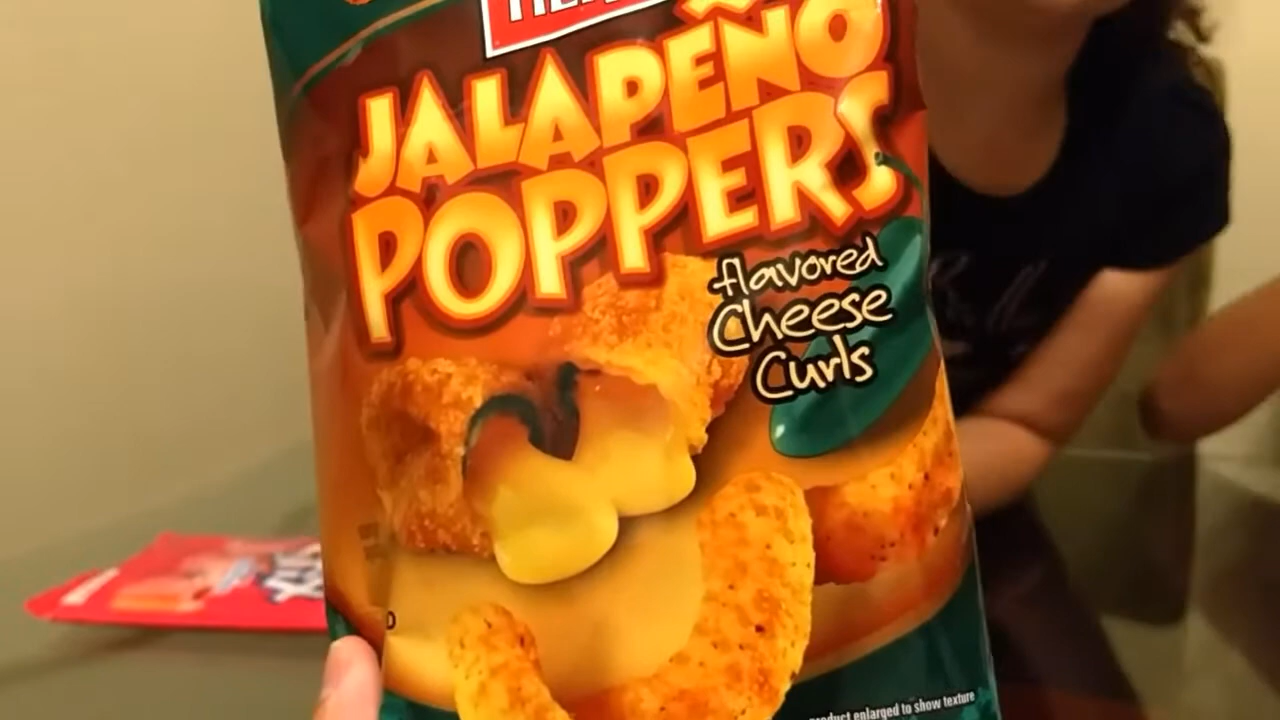 JALAPEÑO
POPPERS
flavored
Cheese
Curls
D
product enlarged to show texture